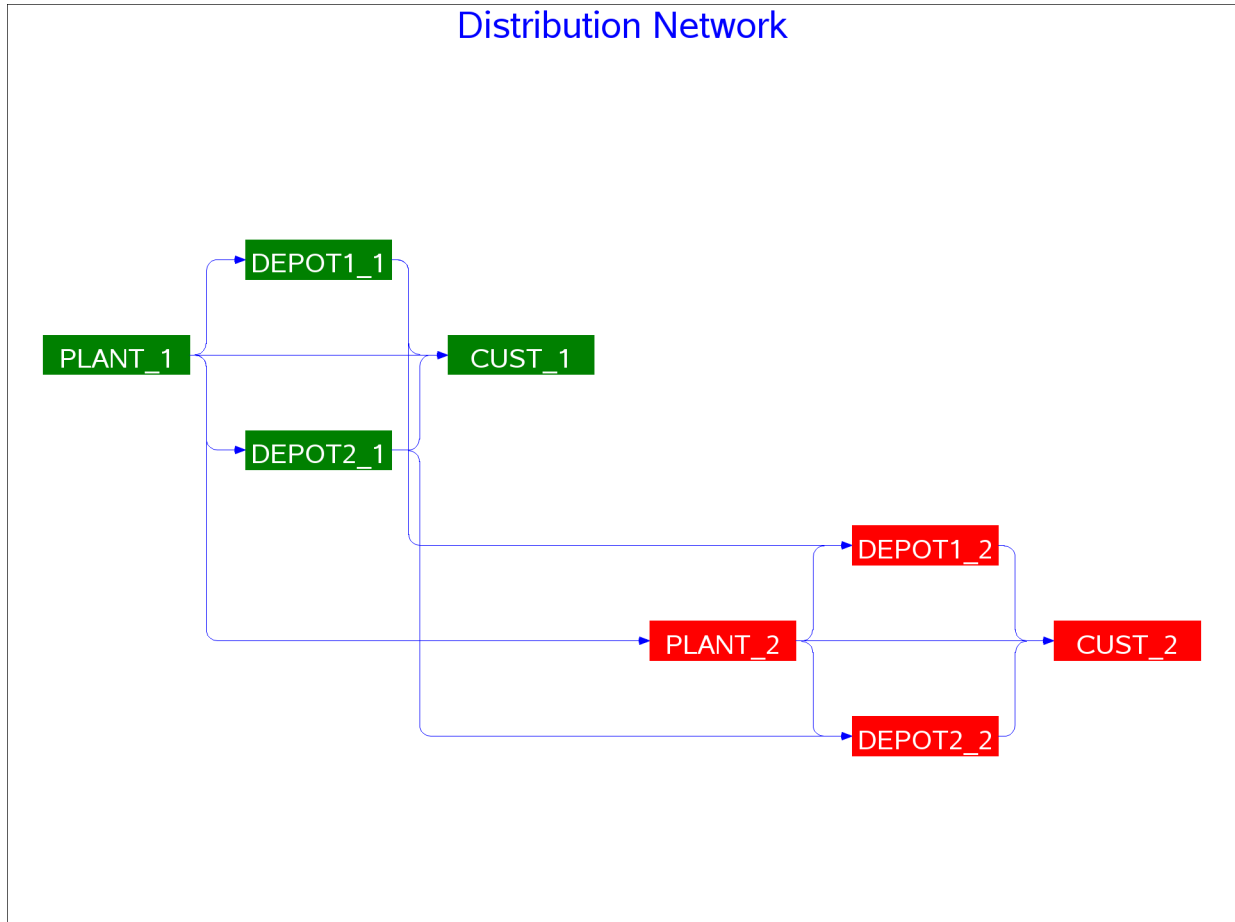 Distribution Network
DEPOT1_1
PLANT_1
CUST_1
DEPOT2_1
DEPOT1_2
PLANT_2
CUST_2
DEPOT2_2